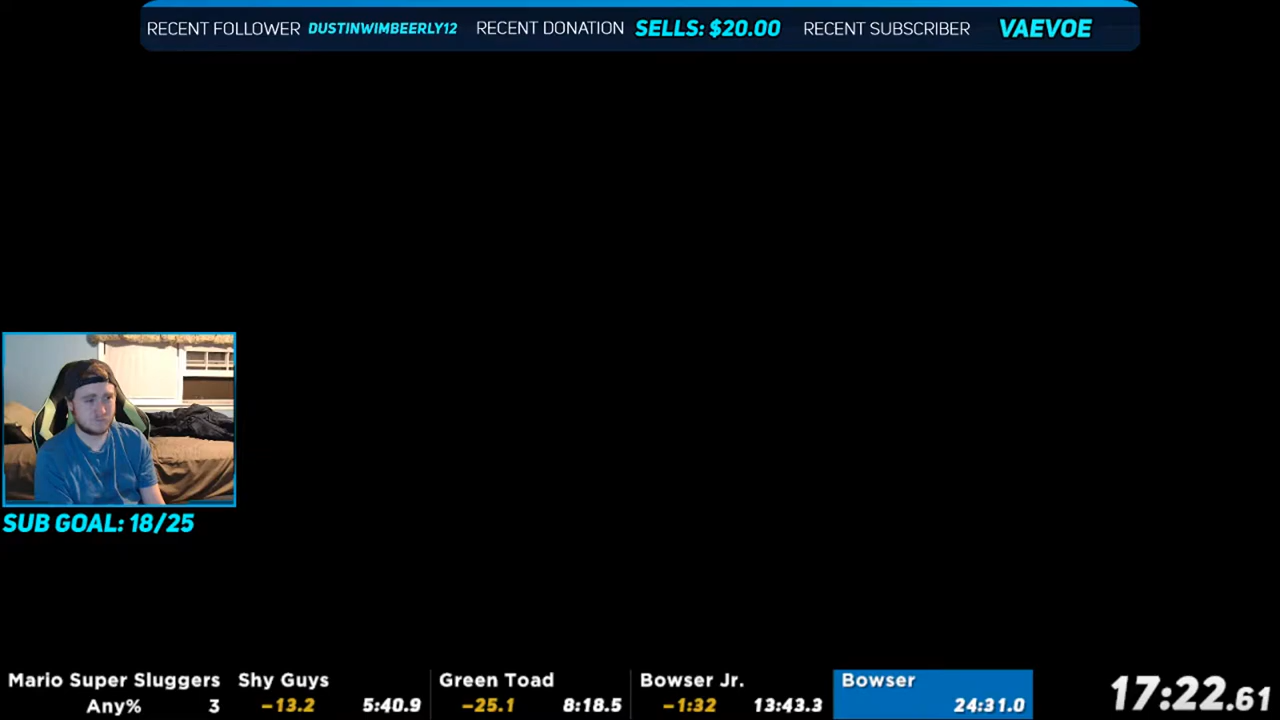 RECENT FOLLOWER DUSTINWIMBEERLY12 RECENT DONATION SELLS: $20.00 RECENT SUBSCRIBER VAEVOE
SUB GOAL: 18/25
Mario Super Sluggers Shy Guys Green Toad Bowser Jr. Bowser
Any% 3 -13.2 5:40.9 -25.1 8:18.5 -1:32 13:43.3 24:31.0 17:22.61